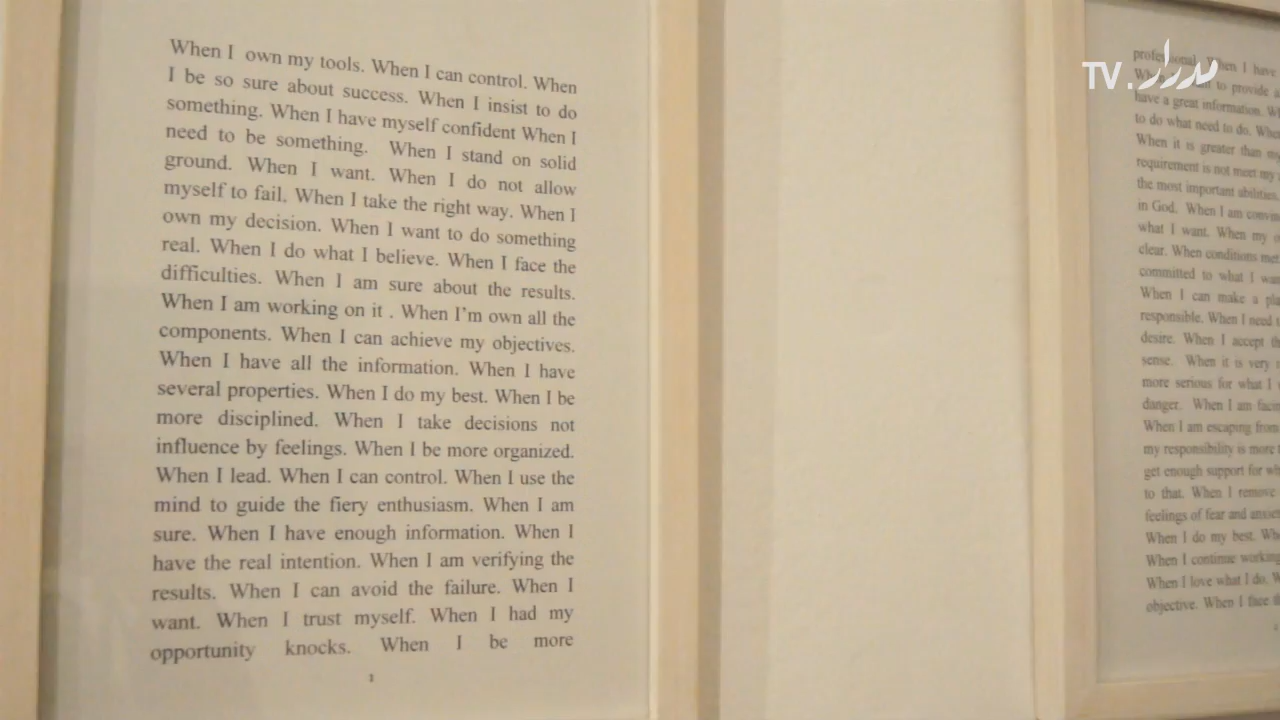 When I own my tools. When I can control. When
I be so sure about success. When I insist to do
something. When I have myself confident When I
need to be something. When I stand on solid
ground. When I want. When I do not allow
myself to fail. When I take the right way. When I
own my decision. When I want to do something
real. When I do what I believe. When I face the
difficulties. When I am sure about the results.
When I am working on it . When I’m own all the
components. When I can achieve my objectives.
When I have all the information. When I have
several properties. When I do my best. When I be
more disciplined. When I take decisions not
influence by feelings. When I be more organized.
When I lead. When I can control. When I use the
mind to guide the fiery enthusiasm. When I am
sure. When I have enough information. When I
have the real intention. When I am verifying the
results. When I can avoid the failure. When I
want. When I trust myself. When I had my
opportunity knocks. When I be more
1
مدرار.TV
professional. When I have
to provide
have a great information.
to do what need to do.
When it is greater than
requirement is not meet my
the most important abilities.
in God. When I am
what I want. When my
clear. When conditions
committed to what I
When I can make a
responsible. When I need
desire. When I accept
sense. When it is very
more serious for what I
danger. When I am
When I am escaping from
my responsibility is more
get enough support for
to that. When I remove
feelings of fear and
When I do my best.
When I continue working
When I love what I do.
objective. When I face